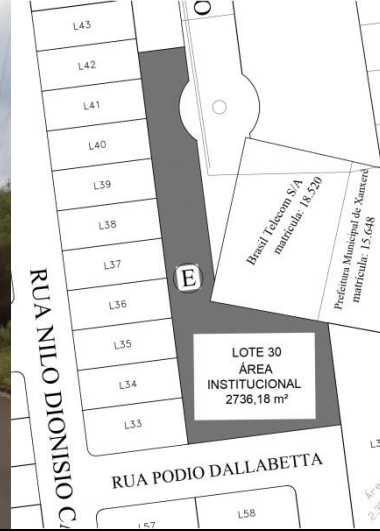 L43
L42
L41
L40
L39
L38
L37
L36
L35
L34
L33
O
Brasil Telecom S/A
matrícula: 18.520
Prefeitura Municipal de Xanxerê
matrícula: 15.648
E
LOTE 30
ÁREA
INSTITUCIONAL
2736,18 m²
RUA NILO DIONISIO
RUA PODIO DALLABETTA
L57
L58